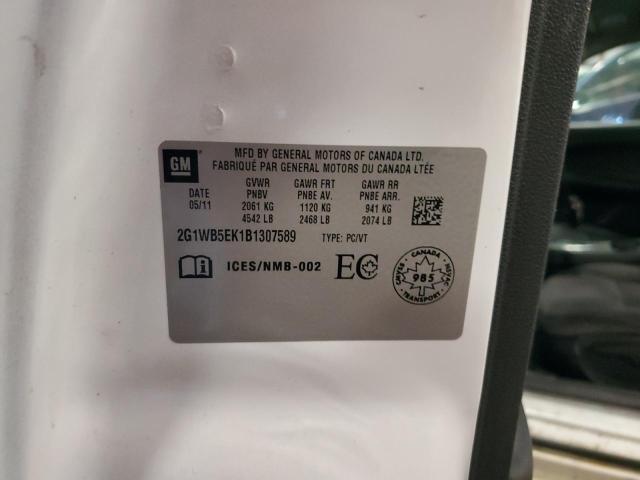 GM
MFD BY GENERAL MOTORS OF CANADA LTD.
FABRIQUÉ PAR GENERAL MOTORS DU CANADA LTÉE
DATE
05/11
GVWR GAWR FRT GAWR RR
PNBV PNBE AV. PNBE ARR.
2061 KG 1120 KG 941 KG
4542 LB 2468 LB 2074 LB
2G1WB5EK1B1307589 TYPE: PC/VT
ICES/NMB-002 EC
CANADA
985
TRANSPORT